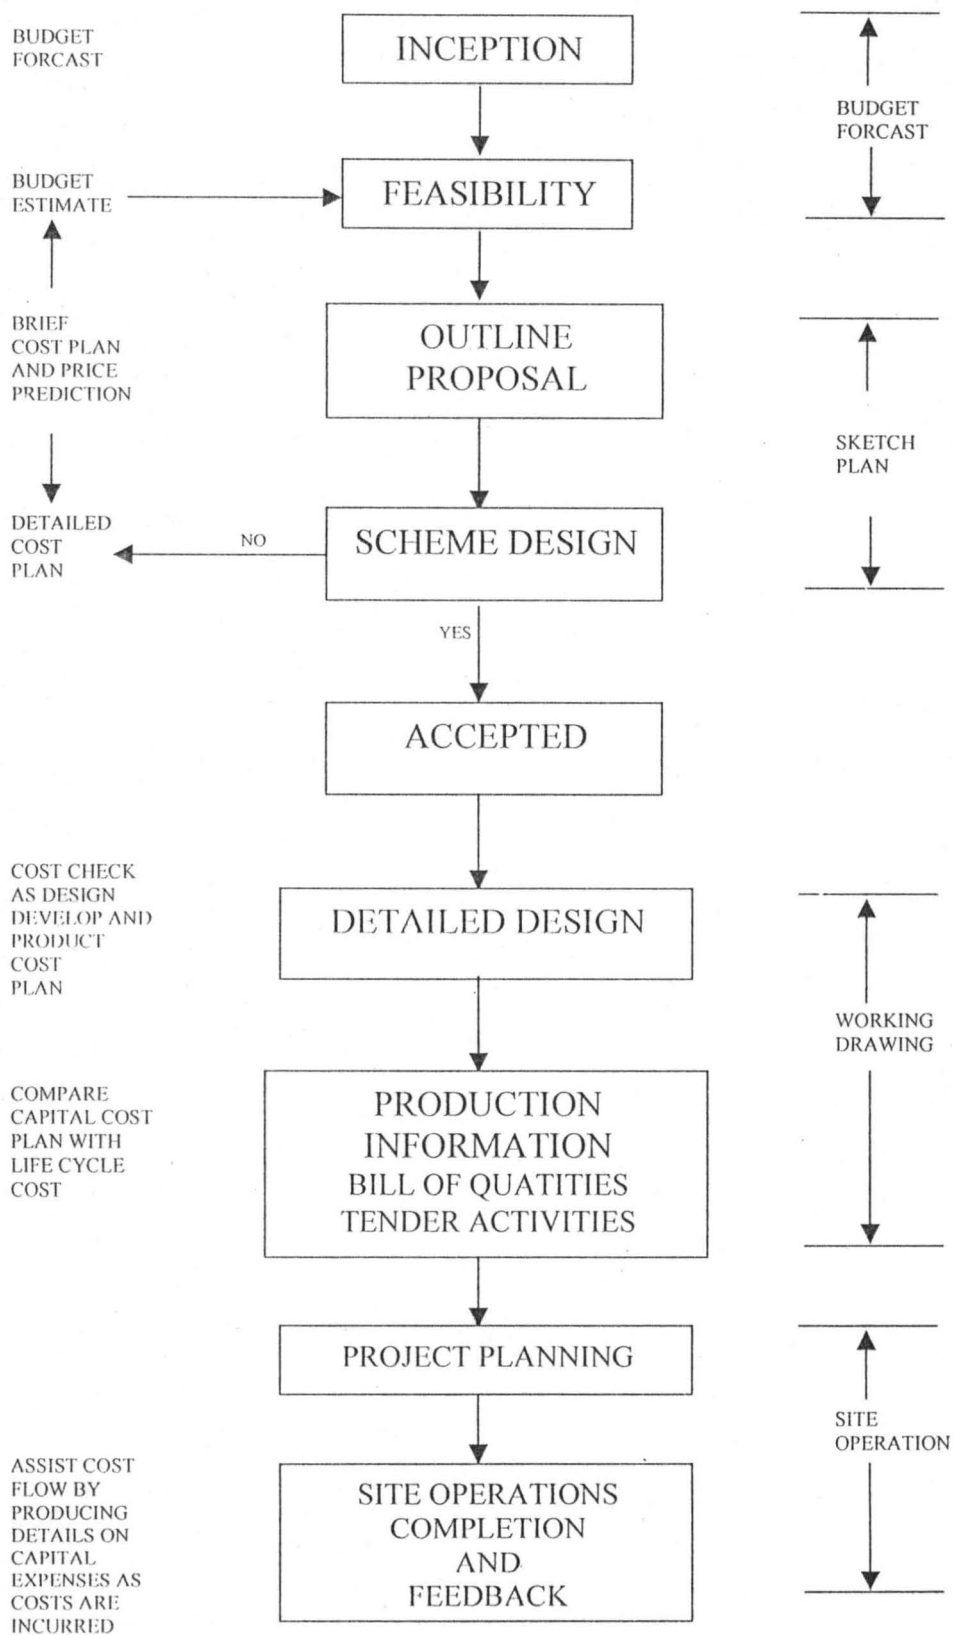 BUDGET
FORCAST
INCEPTION
BUDGET
FORCAST
BUDGET
ESTIMATE
FEASIBILITY
BRIEF
COST PLAN
AND PRICE
PREDICTION
OUTLINE
PROPOSAL
SKETCH
PLAN
DETAILED
COST
PLAN
NO
SCHEME DESIGN
YES
ACCEPTED
COST CHECK
AS DESIGN
DEVELOP AND
PRODUCT
COST
PLAN
DETAILED DESIGN
WORKING
DRAWING
COMPARE
CAPITAL COST
PLAN WITH
LIFE CYCLE
COST
PRODUCTION
INFORMATION
BILL OF QUATITIES
TENDER ACTIVITIES
PROJECT PLANNING
SITE
OPERATION
ASSIST COST
FLOW BY
PRODUCING
DETAILS ON
CAPITAL
EXPENSES AS
COSTS ARE
INCURRED
SITE OPERATIONS
COMPLETION
AND
FEEDBACK